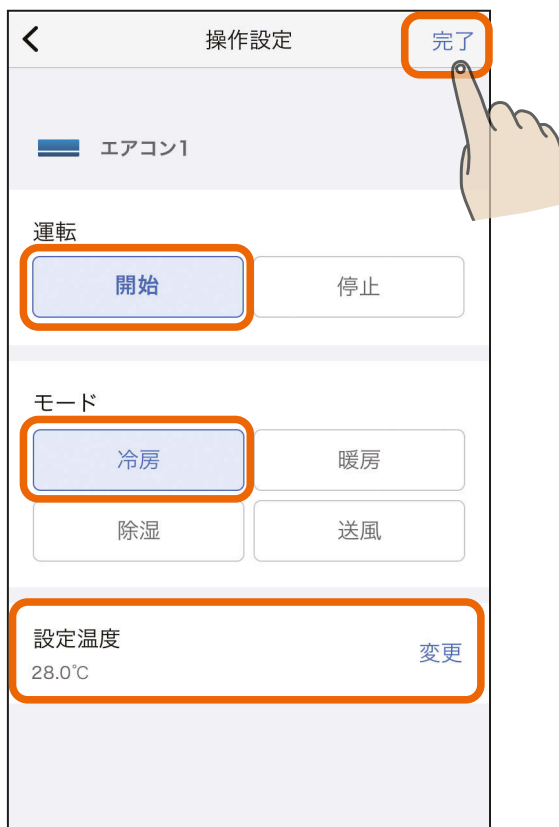 操作設定 完了
エアコン1
運転
開始 停止
モード
冷房 暖房
除湿 送風
設定温度
28.0℃ 変更